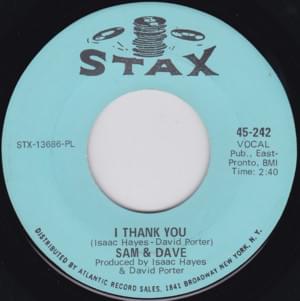 STAX
STX-13686-PL
45-242
VOCAL
Pub., East-
Pronto, BMI
Time: 2:40
I THANK YOU
(Isaac Hayes-David Porter)
SAM & DAVE
Produced by Isaac Hayes
& David Porter
DISTRIBUTED BY ATLANTIC RECORD SALES, 1841 BROADWAY NEW YORK, N.Y.